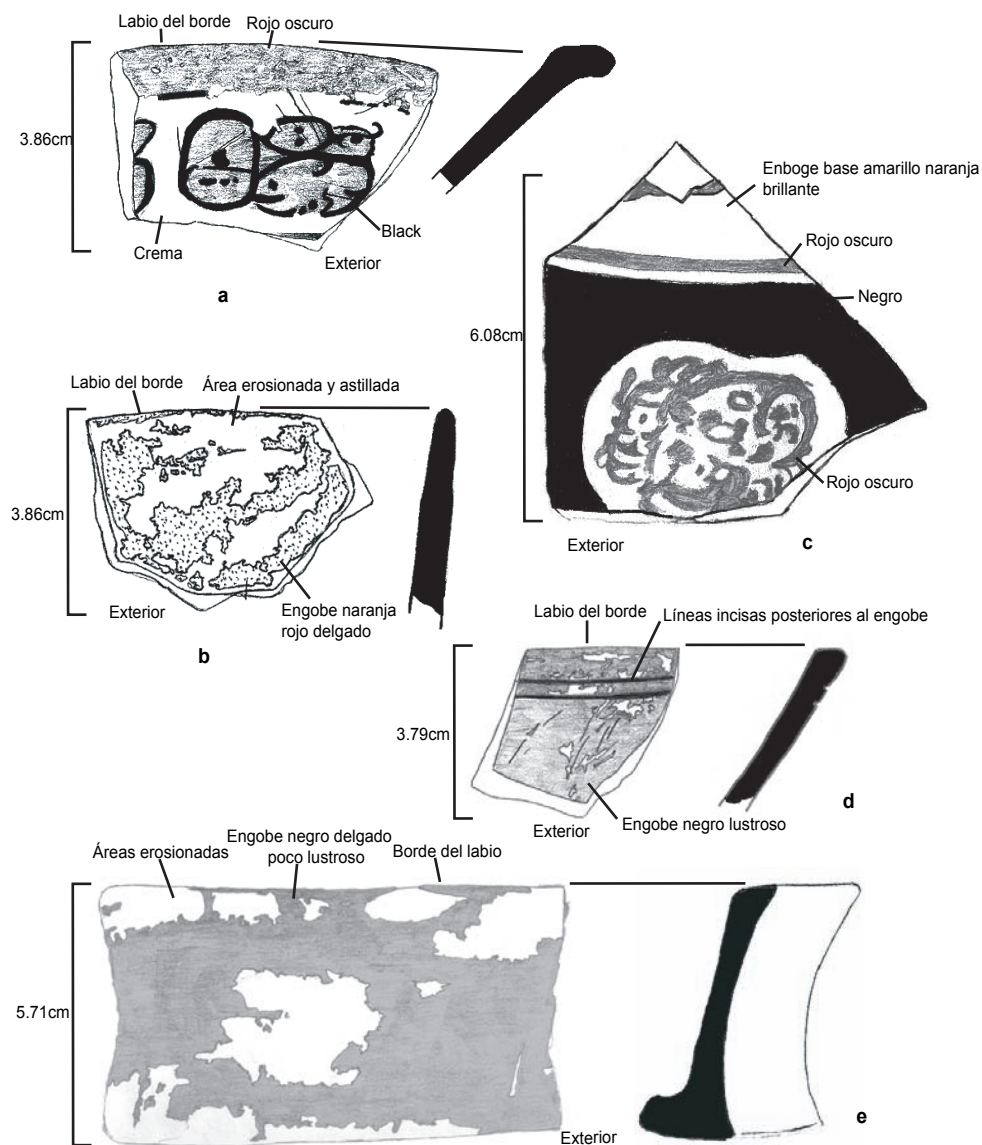 Labio del borde
Rojo oscuro
3.86cm
Crema
Black
Exterior
a
Enboge base amarillo naranja
brillante
Rojo oscuro
Negro
6.08cm
Rojo oscuro
Exterior
c
Labio del borde
Área erosionada y astillada
3.86cm
Exterior
Engobe naranja
rojo delgado
b
Labio del borde
Líneas incisas posteriores al engobe
3.79cm
Exterior
Engobe negro lustroso
d
Áreas erosionadas
Engobe negro delgado
poco lustroso
Borde del labio
5.71cm
Exterior
e